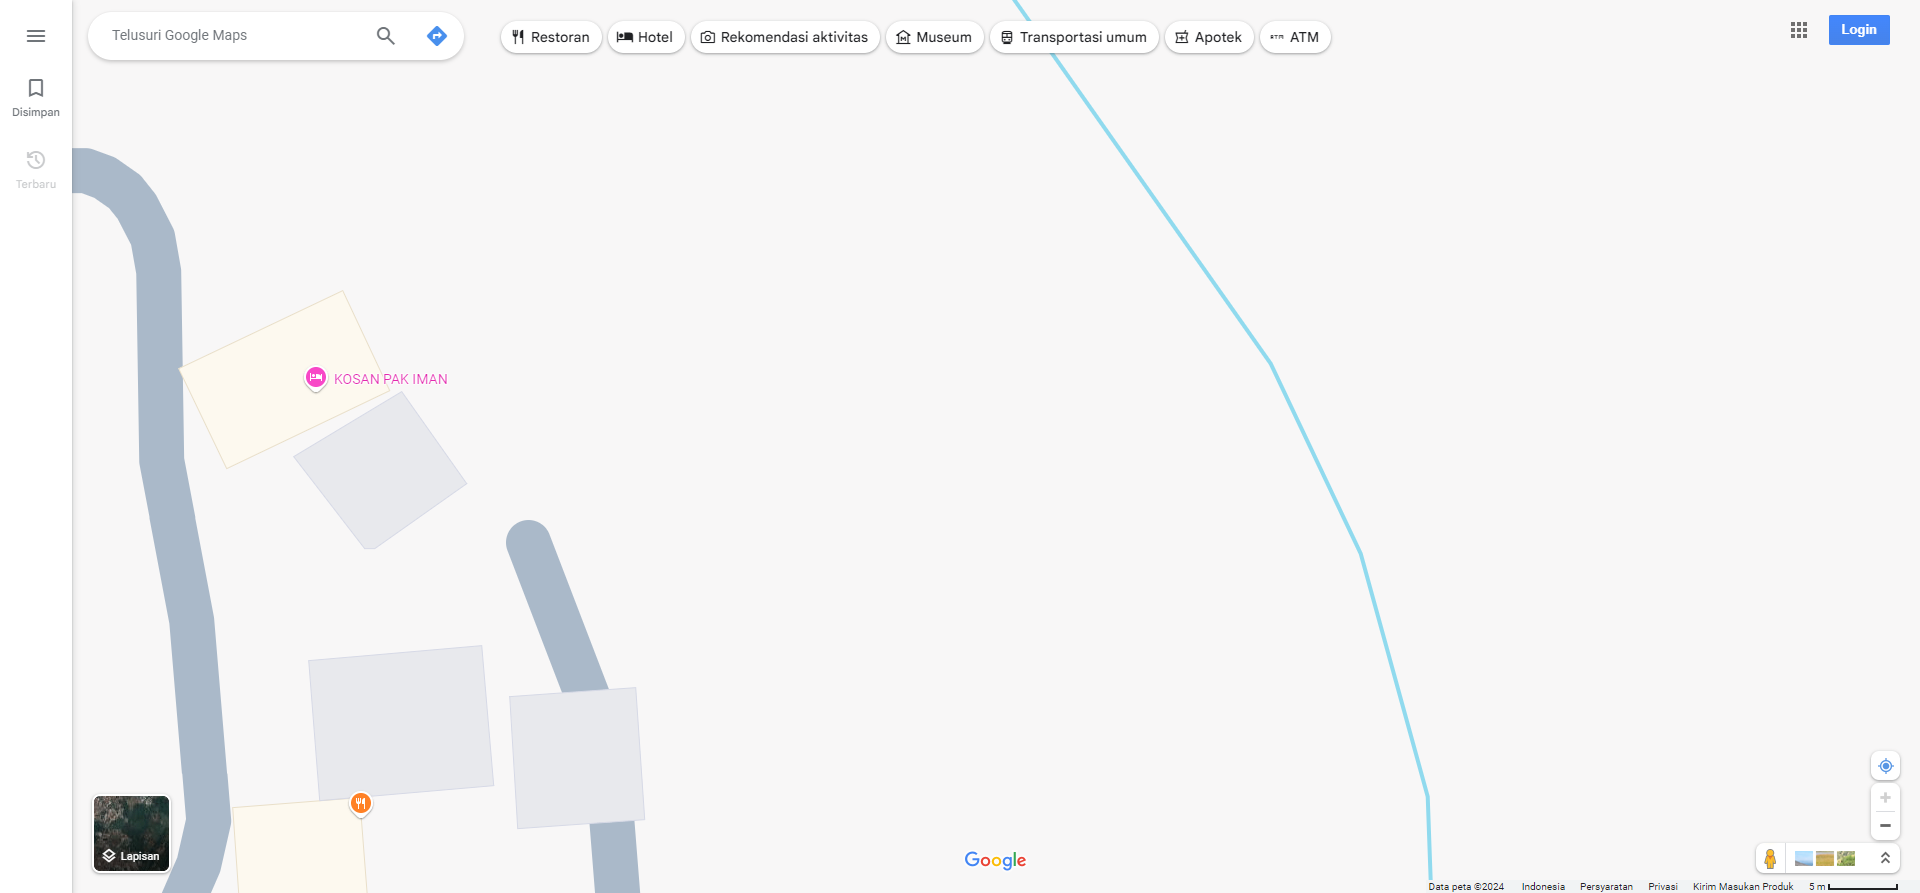 Telusuri Google Maps
Restoran
Hotel
Rekomendasi aktivitas
Museum
Transportasi umum
Apotek
ATM
Login
Disimpan
Terbaru
KOSAN PAK IMAN
Lapisan
Google
Data peta ©2024 Indonesia Persyaratan Privasi Kirim Masukan Produk 5 m